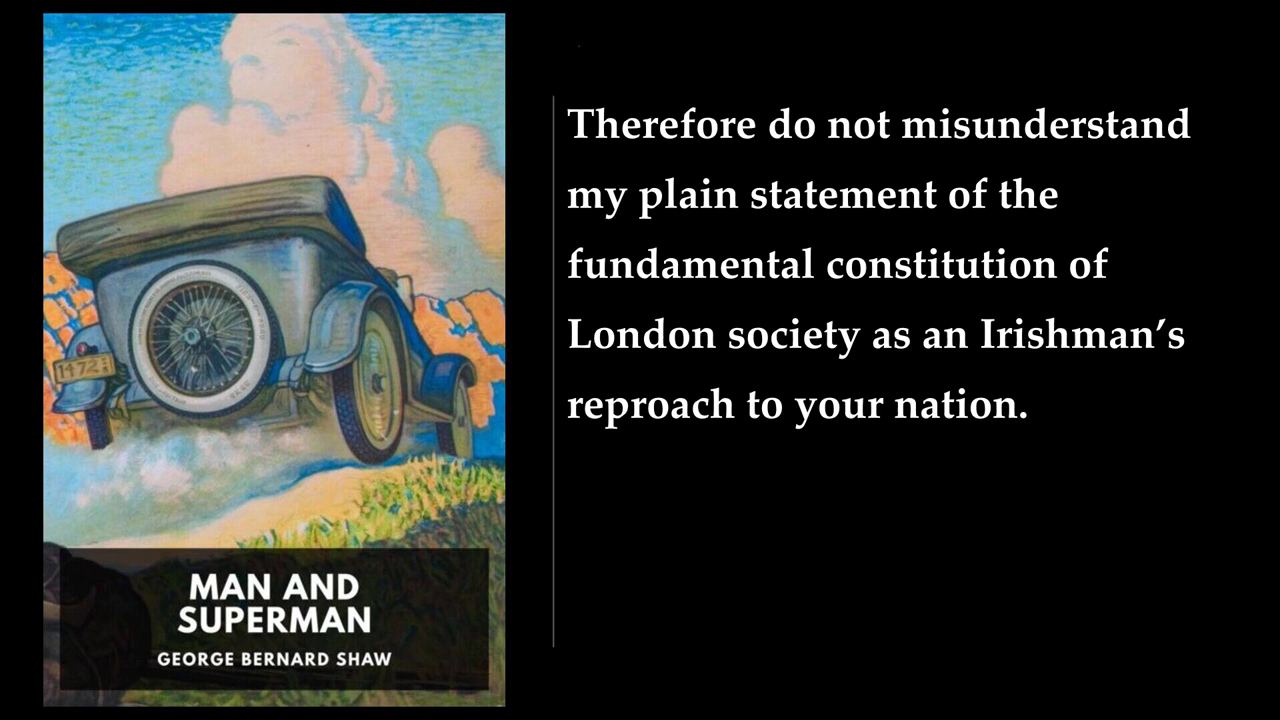 1472
MAN AND
SUPERMAN
GEORGE BERNARD SHAW
Therefore do not misunderstand
my plain statement of the
fundamental constitution of
London society as an Irishman’s
reproach to your nation.